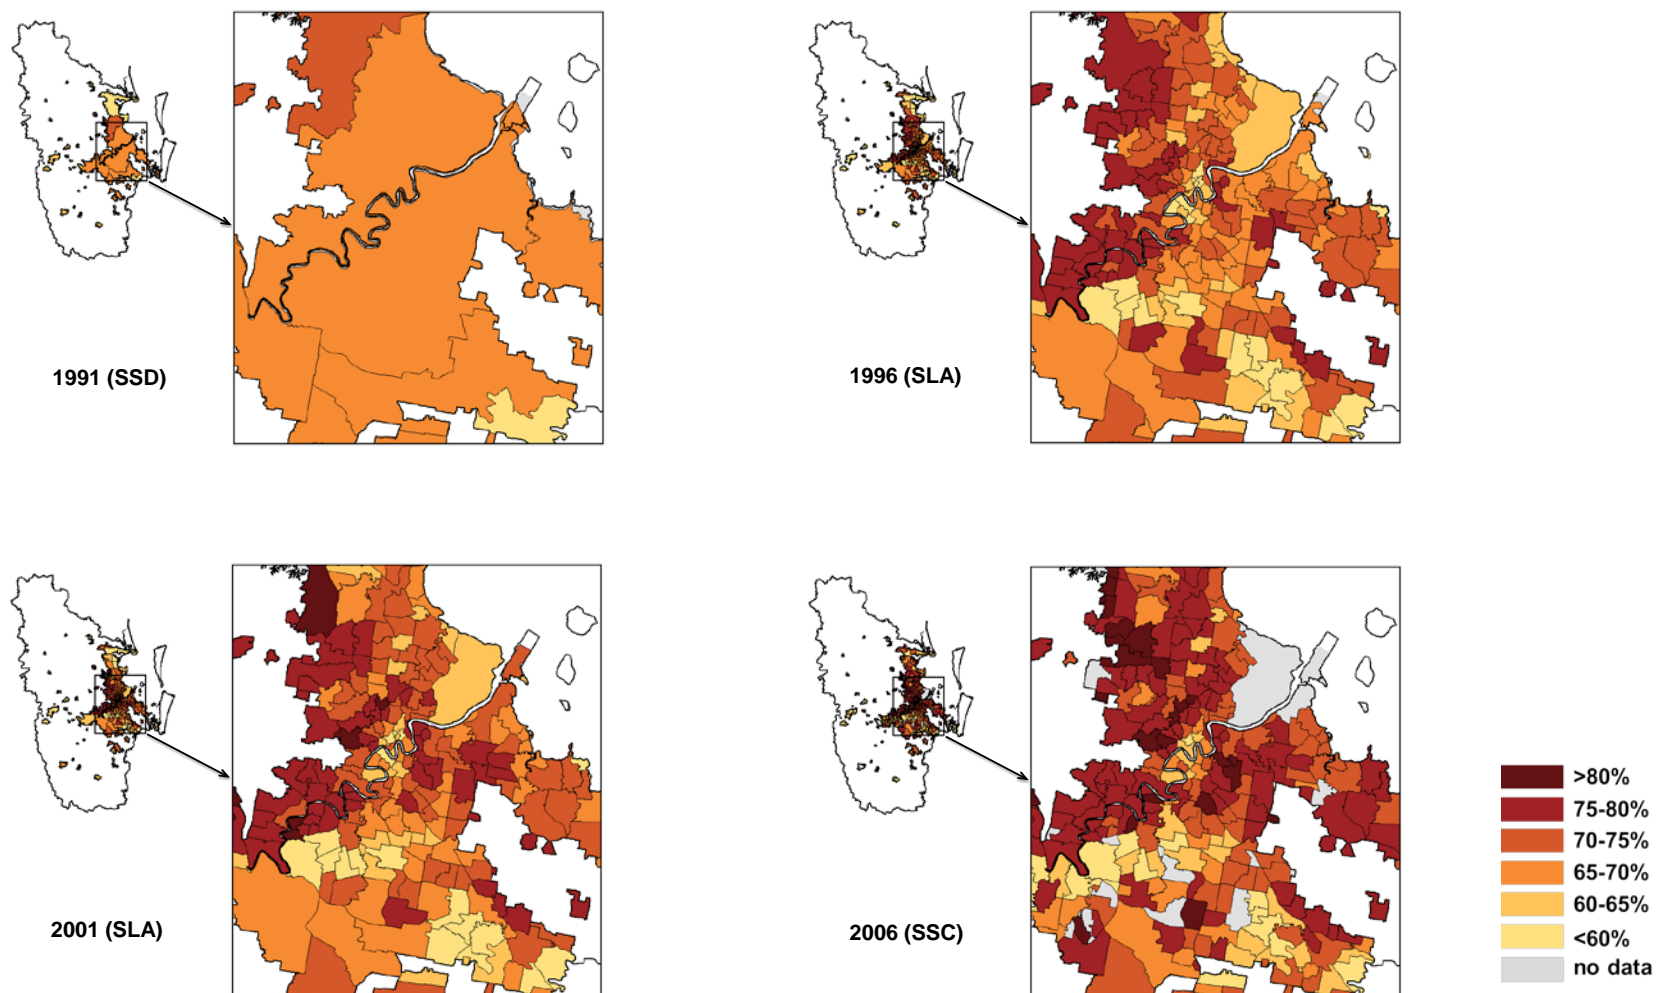 1991 (SSD)
1996 (SLA)
2001 (SLA)
2006 (SSC)
>80%
75-80%
70-75%
65-70%
60-65%
<60%
no data